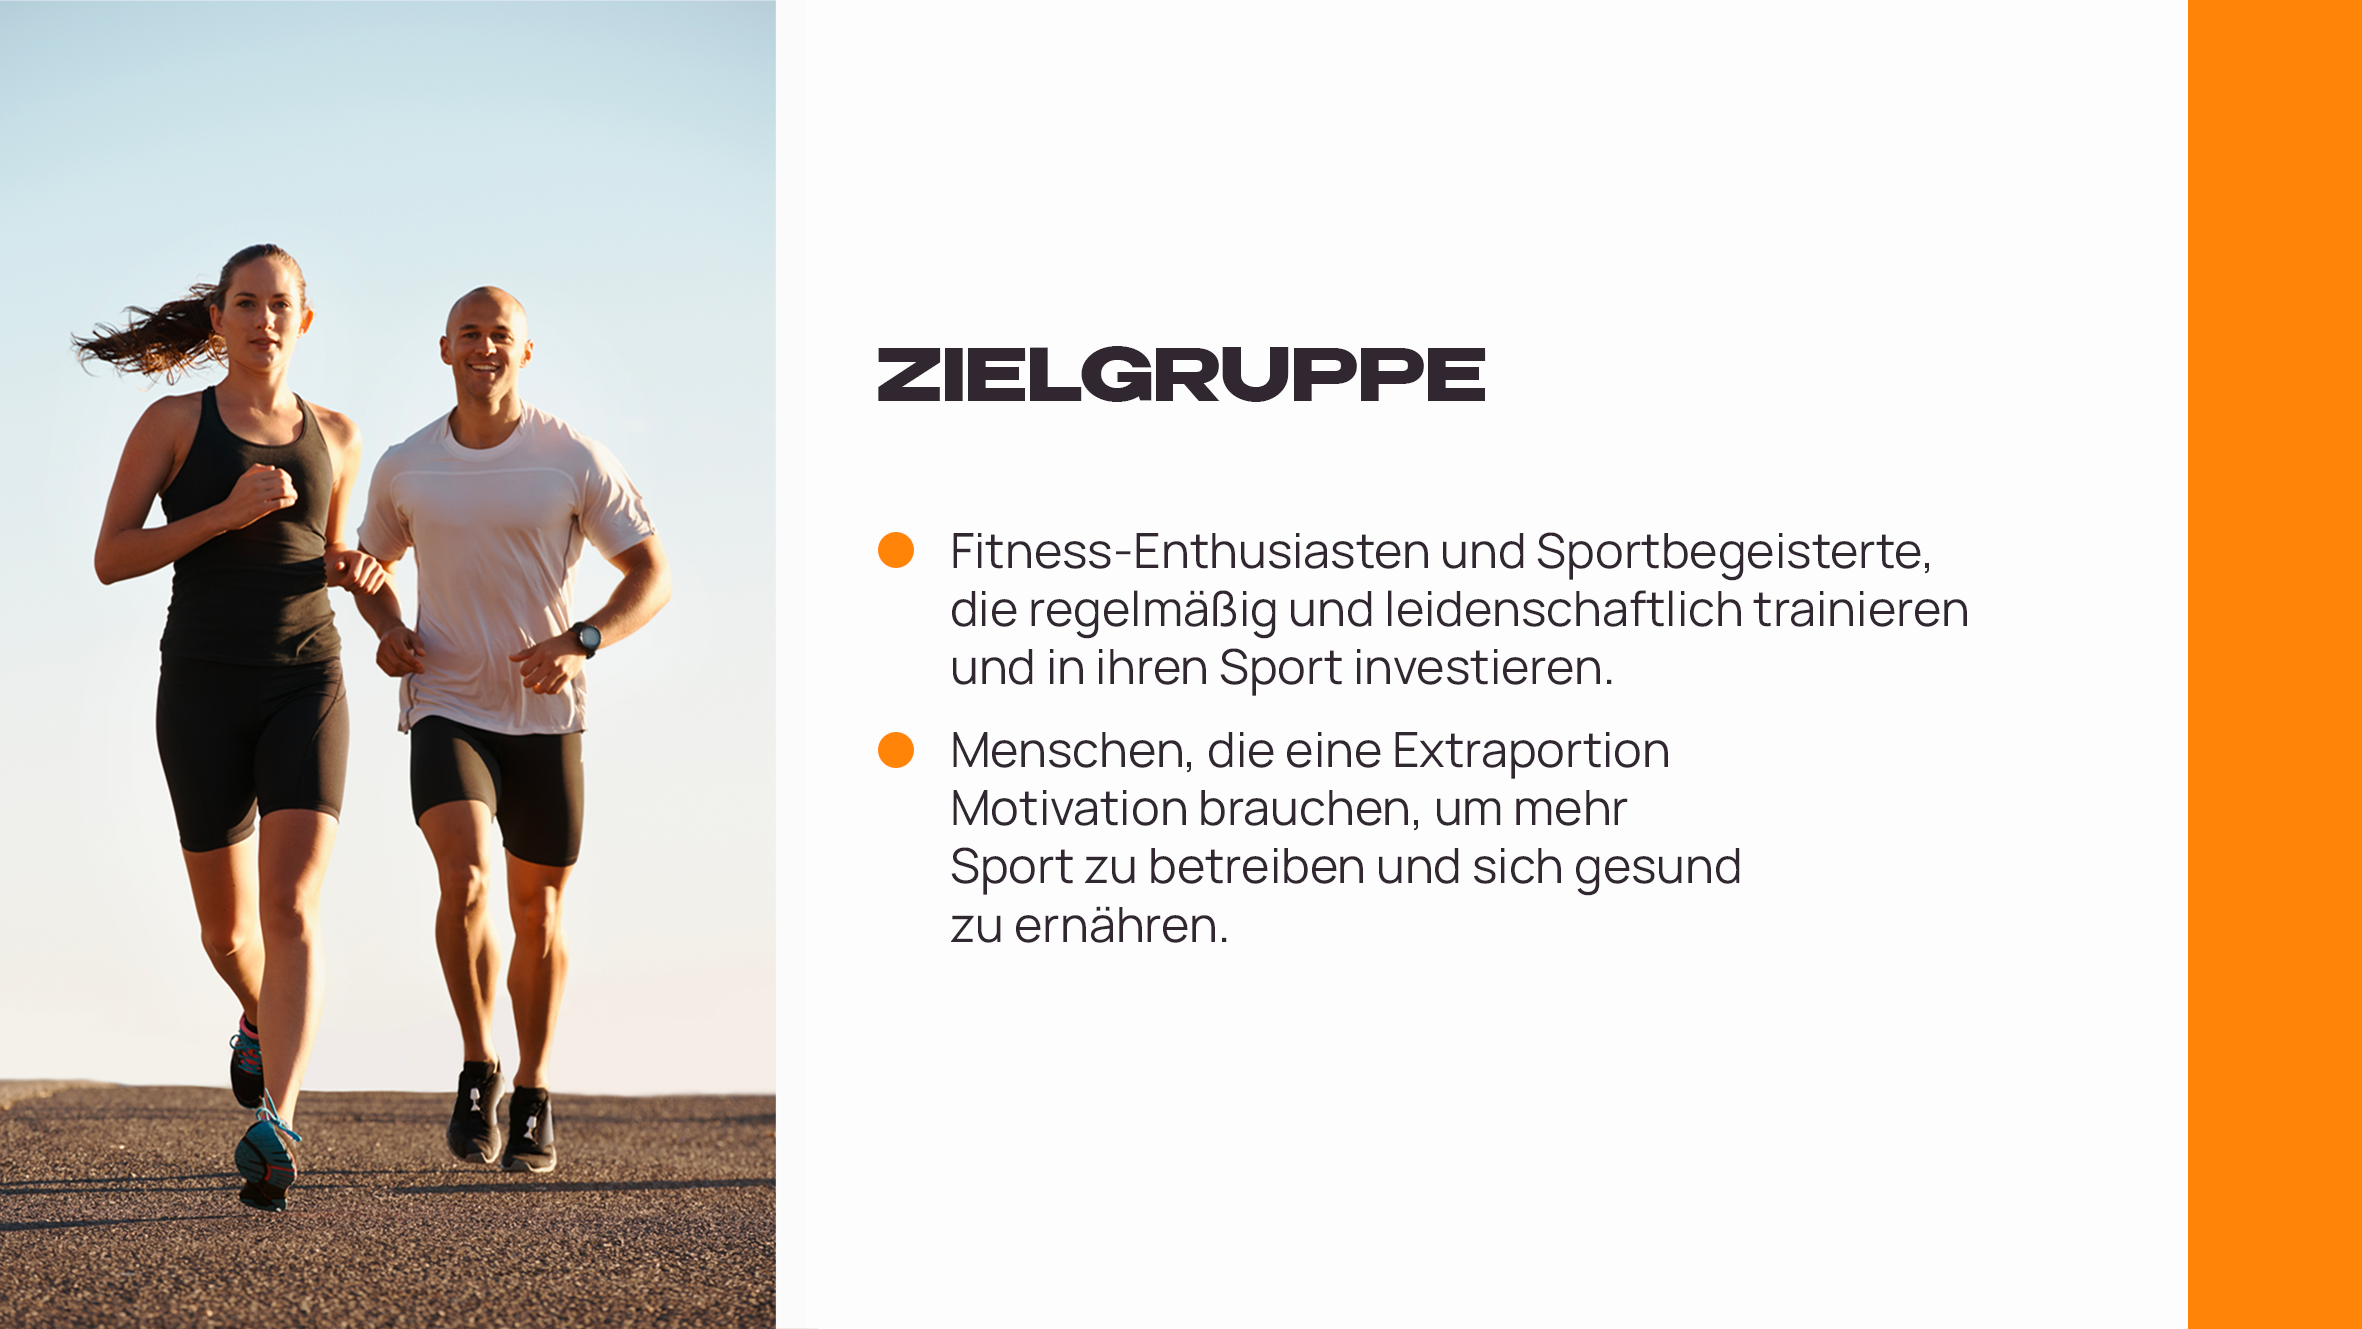 ZIELGRUPPE
Fitness-Enthusiasten und Sportbegeisterte,
die regelmäßig und leidenschaftlich trainieren
und in ihren Sport investieren.
Menschen, die eine Extraportion
Motivation brauchen, um mehr
Sport zu betreiben und sich gesund
zu ernähren.